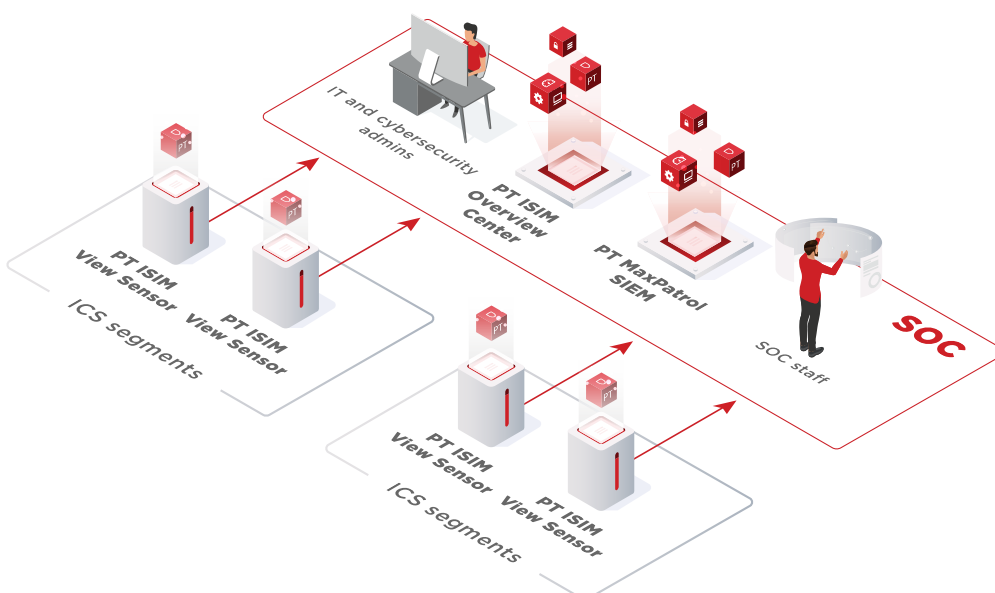 IT and cybersecurity
admins
PT ISIM
Overview
Center
PT MaxPatrol
SIEM
SOC staff
SOC
PT ISIM
View Sensor
PT ISIM
View Sensor
ICS segments
PT ISIM
View Sensor
PT ISIM
View Sensor
ICS segments
PT
PT
PT
PT
PT
PT